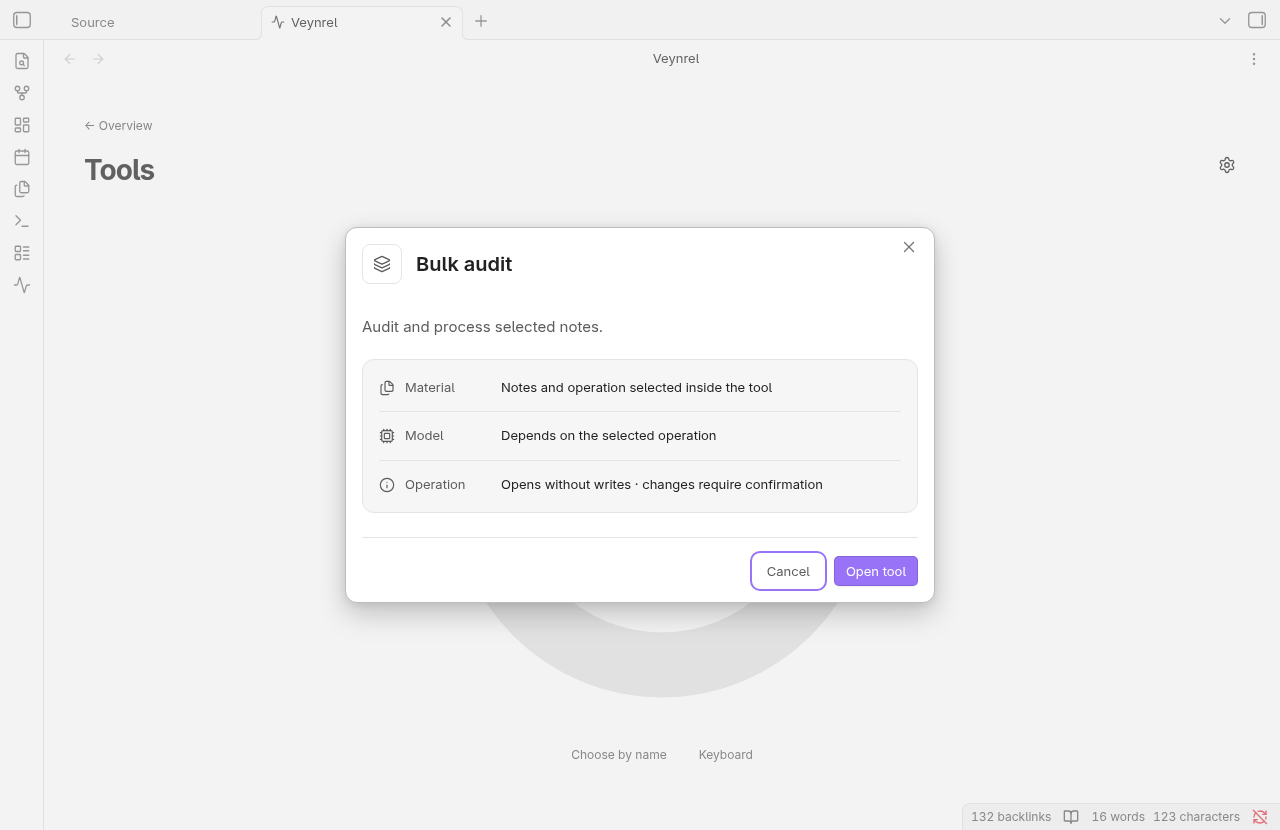 Source
Veynrel
Veynrel
← Overview
Tools
Bulk audit
Audit and process selected notes.
Material Notes and operation selected inside the tool
Model Depends on the selected operation
Operation Opens without writes · changes require confirmation
Cancel Open tool
Choose by name Keyboard
132 backlinks 16 words 123 characters